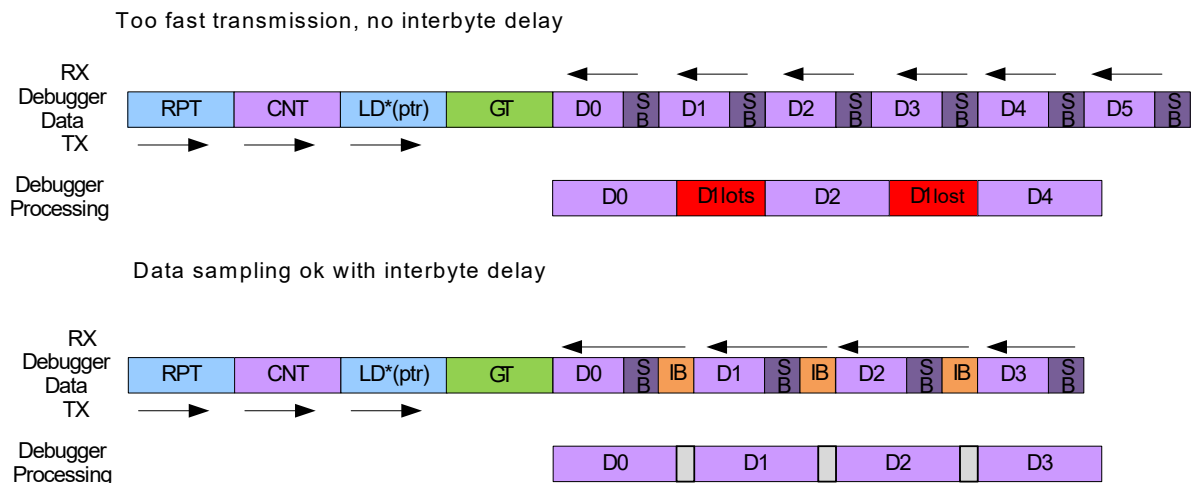 Too fast transmission, no interbyte delay
RX
Debugger
Data
TX
RPT CNT LD*(ptr) GT D0 SB D1 SB D2 SB D3 SB D4 SB D5 SB
Debugger
Processing
D0 D1lots D2 D1lost D4
Data sampling ok with interbyte delay
RX
Debugger
Data
TX
RPT CNT LD*(ptr) GT D0 SB IB D1 SB IB D2 SB IB D3 SB
Debugger
Processing
D0 D1 D2 D3